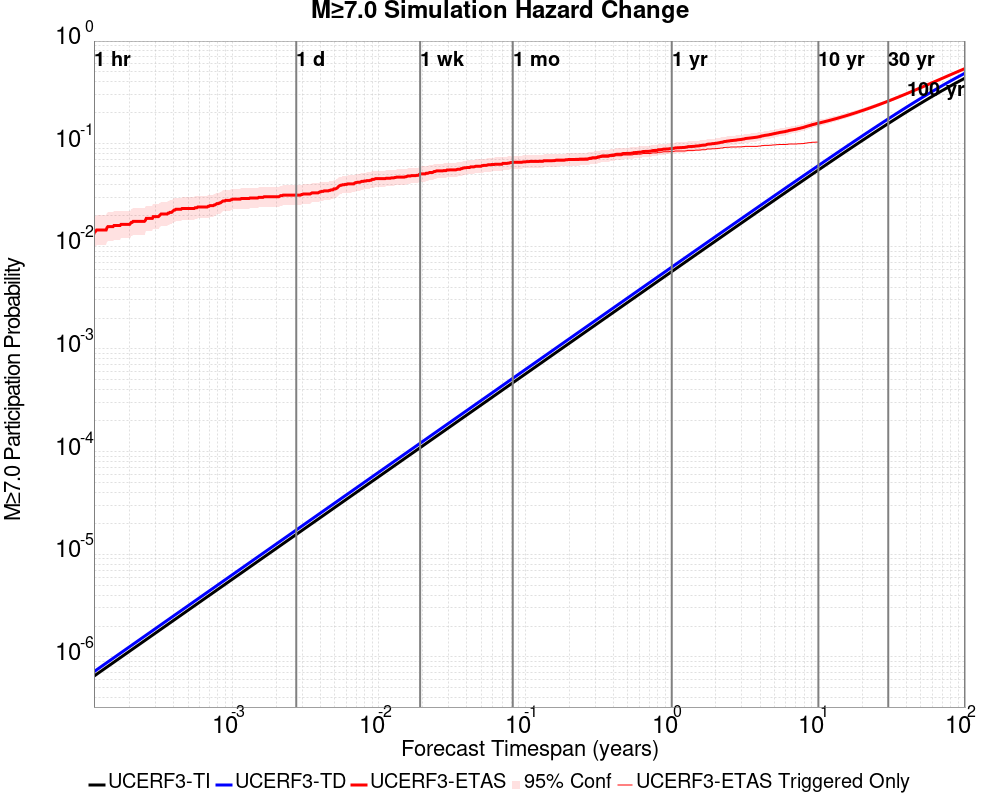 M≥7.0 Simulation Hazard Change
10^0
1 hr 1 d 1 wk 1 mo 1 yr 10 yr 30 yr
100 yr
10^-1
10^-2
10^-3
10^-4
10^-5
10^-6
M≥7.0 Participation Probability
10^-3 10^-2 10^-1 10^0 10^1 10^2
Forecast Timespan (years)
UCERF3-TI UCERF3-TD UCERF3-ETAS 95% Conf UCERF3-ETAS Triggered Only